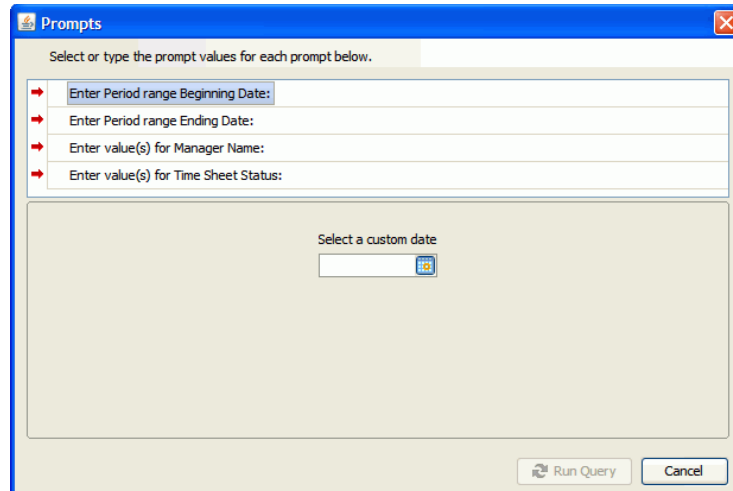 Prompts
Select or type the prompt values for each prompt below.
Enter Period range Beginning Date:
Enter Period range Ending Date:
Enter value(s) for Manager Name:
Enter value(s) for Time Sheet Status:
Select a custom date
Run Query Cancel